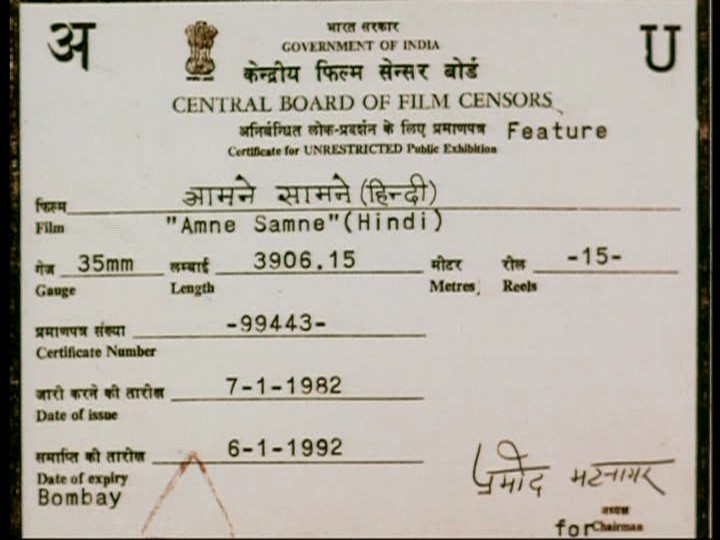 अ
U
भारत सरकार
GOVERNMENT OF INDIA
केन्द्रीय फिल्म सेन्सर बोर्ड
CENTRAL BOARD OF FILM CENSORS
अनिर्बन्धित लोक-प्रदर्शन के लिए प्रमाणपत्र Feature
Certificate for UNRESTRICTED Public Exhibition
फिल्म आमने सामने (हिन्दी)
Film "Amne Samne" (Hindi)
गेज 35mm लम्बाई 3906.15 मीटर रील -15-
Gauge Length Metres Reels
प्रमाणपत्र संख्या -99443-
Certificate Number
जारी करने की तारीख 7-1-1982
Date of issue
समाप्ति की तारीख 6-1-1992
Date of expiry
Bombay
प्रमोद भटनागर
अध्यक्ष
for Chairman